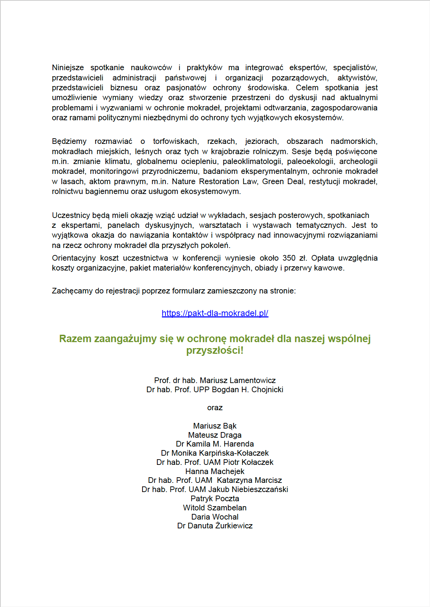 Niniejsze spotkanie naukowców i praktyków ma integrować ekspertów, specjalistów,
przedstawicieli administracji państwowej i organizacji pozarządowych, aktywistów,
przedstawicieli biznesu oraz pasjonatów ochrony środowiska. Celem spotkania jest
umożliwienie wymiany wiedzy oraz stworzenie przestrzeni do dyskusji nad aktualnymi
problemami i wyzwaniami w ochronie mokradeł, projektami odtwarzania, zagospodarowania
oraz ramami politycznymi niezbędnymi do ochrony tych wyjątkowych ekosystemów.
Będziemy rozmawiać o torfowiskach, rzekach, jeziorach, obszarach nadmorskich,
mokradłach miejskich, leśnych oraz tych w krajobrazie rolniczym. Sesje będą poświęcone
m.in. zmianie klimatu, globalnemu ociepleniu, paleoklimatologii, paleoekologii, archeologii
mokradeł, monitoringowi przyrodniczemu, badaniom eksperymentalnym, ochronie mokradeł
w lasach, aktom prawnym, m.in. Nature Restoration Law, Green Deal, restytucji mokradeł,
rolnictwu bagiennemu oraz usługom ekosystemowym.
Uczestnicy będą mieli okazję wziąć udział w wykładach, sesjach posterowych, spotkaniach
z ekspertami, panelach dyskusyjnych, warsztatach i wystawach tematycznych. Jest to
wyjątkowa okazja do nawiązania kontaktów i współpracy nad innowacyjnymi rozwiązaniami
na rzecz ochrony mokradeł dla przyszłych pokoleń.
Orientacyjny koszt uczestnictwa w konferencji wyniesie około 350 zł. Opłata uwzględnia
koszty organizacyjne, pakiet materiałów konferencyjnych, obiady i przerwy kawowe.
Zachęcamy do rejestracji poprzez formularz zamieszczony na stronie:
https://pakt-dla-mokradel.pl/
Razem zaangażujmy się w ochronę mokradeł dla naszej wspólnej
przyszłości!
Prof. dr hab. Mariusz Lamentowicz
Dr hab. Prof. UPP Bogdan H. Chojnicki
oraz
Mariusz Bąk
Mateusz Draga
Dr Kamila M. Harenda
Dr Monika Karpińska-Kołaczek
Dr hab. Prof. UAM Piotr Kołaczek
Hanna Machejek
Dr hab. Prof. UAM Katarzyna Marcisz
Dr hab. Prof. UAM Jakub Niebieszczański
Patryk Poczta
Witold Szambelan
Daria Wochal
Dr Danuta Żurkiewicz